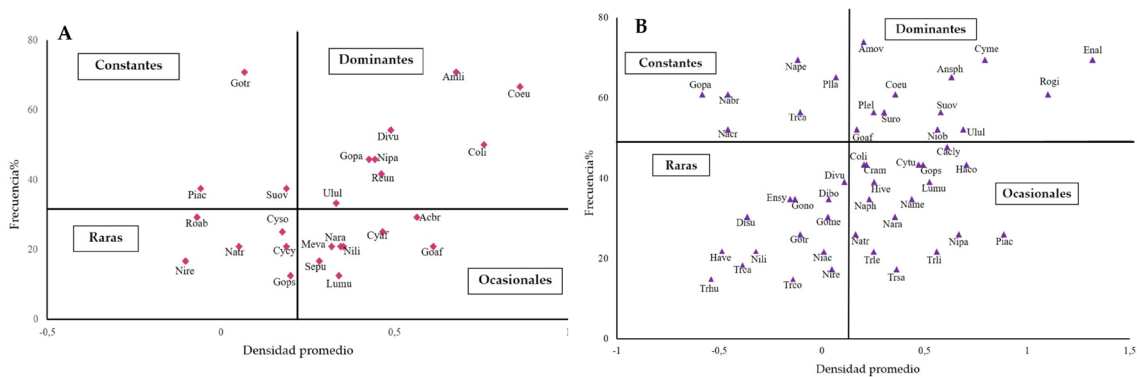 A
Constantes
Dominantes
Gotr
Amli
Coeu
Divu
Coli
Gopa
Nipa
Reun
Piac
Suov
Ulul
Roab
Cyso
Acbr
Raras
Natr
Cycy
Meva
Nara
Nili
Cyaf
Goaf
Nire
Gops
Sepu
Lumu
Ocasionales
Frecuencia%
80
60
40
20
0
-0,5
0
0,5
1
Densidad promedio
B
Dominantes
Constantes
Amov
Cyme
Enal
Nape
Plla
Ansph
Gopa
Nabr
Coeu
Rogi
Trca
Plel
Suro
Suov
Nacr
Goaf
Niob
Ulul
Raras
Cacly
Coli
Cram
Cytu
Gops
Haco
Divu
Hive
Lumu
Ocasionales
Ensy
Gono
Dibo
Naph
Name
Disu
Gome
Nara
Gotr
Natr
Nipa
Piac
Have
Nili
Niac
Trle
Trli
Trca
Nire
Trsa
Trhu
Trco
Frecuencia%
80
60
40
20
0
-1
-0,5
0
0,5
1
1,5
Densidad promedio